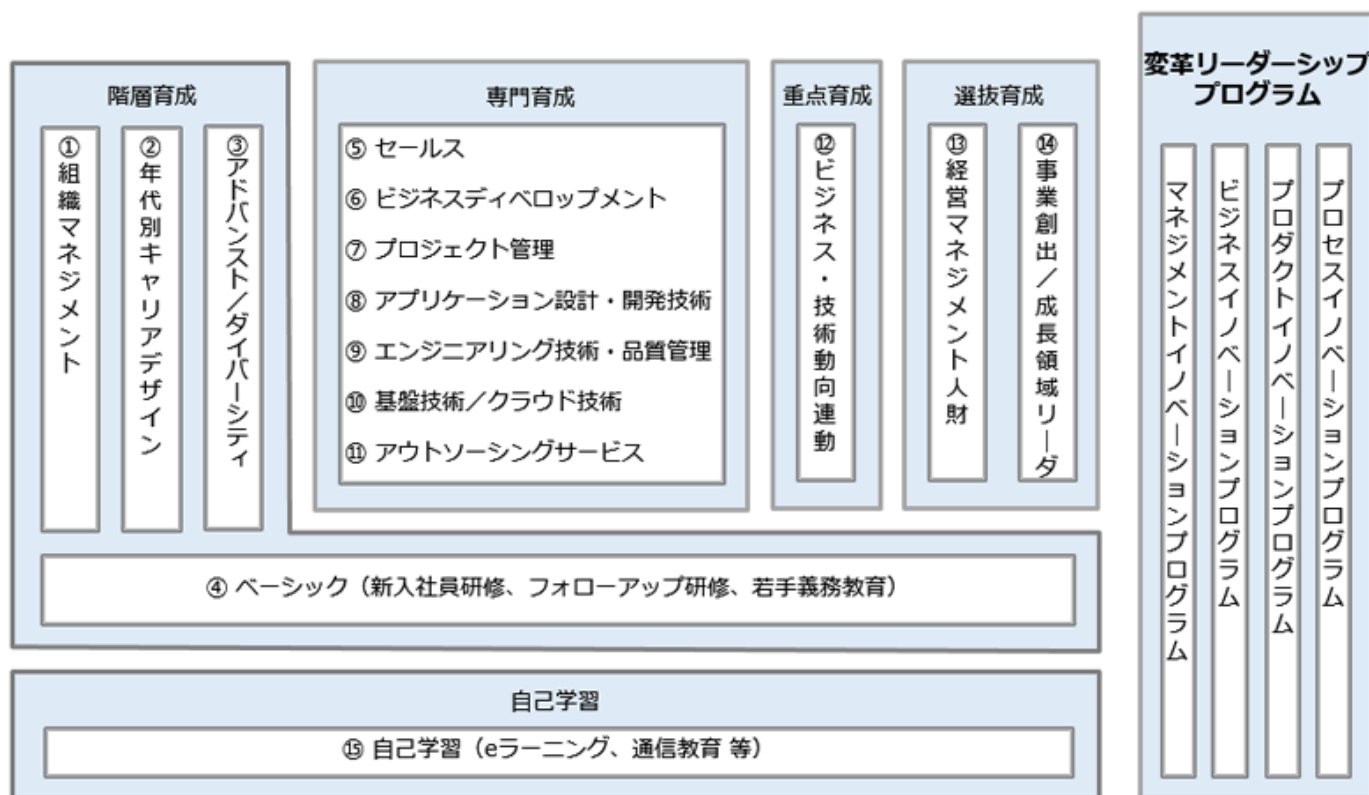 階層育成
①組織マネジメント
②年代別キャリアデザイン
③アドバンスト／ダイバーシティ
専門育成
⑤ セールス
⑥ ビジネスディベロップメント
⑦ プロジェクト管理
⑧ アプリケーション設計・開発技術
⑨ エンジニアリング技術・品質管理
⑩ 基盤技術／クラウド技術
⑪ アウトソーシングサービス
重点育成
⑫ビジネス・技術動向連動
選抜育成
⑬経営マネジメント人財
⑭事業創出／成長領域リーダ
④ ベーシック（新入社員研修、フォローアップ研修、若手義務教育）
自己学習
⑮ 自己学習（eラーニング、通信教育 等）
変革リーダーシップ
プログラム
マネジメントイノベーションプログラム
ビジネスイノベーションプログラム
プロダクトイノベーションプログラム
プロセスイノベーションプログラム